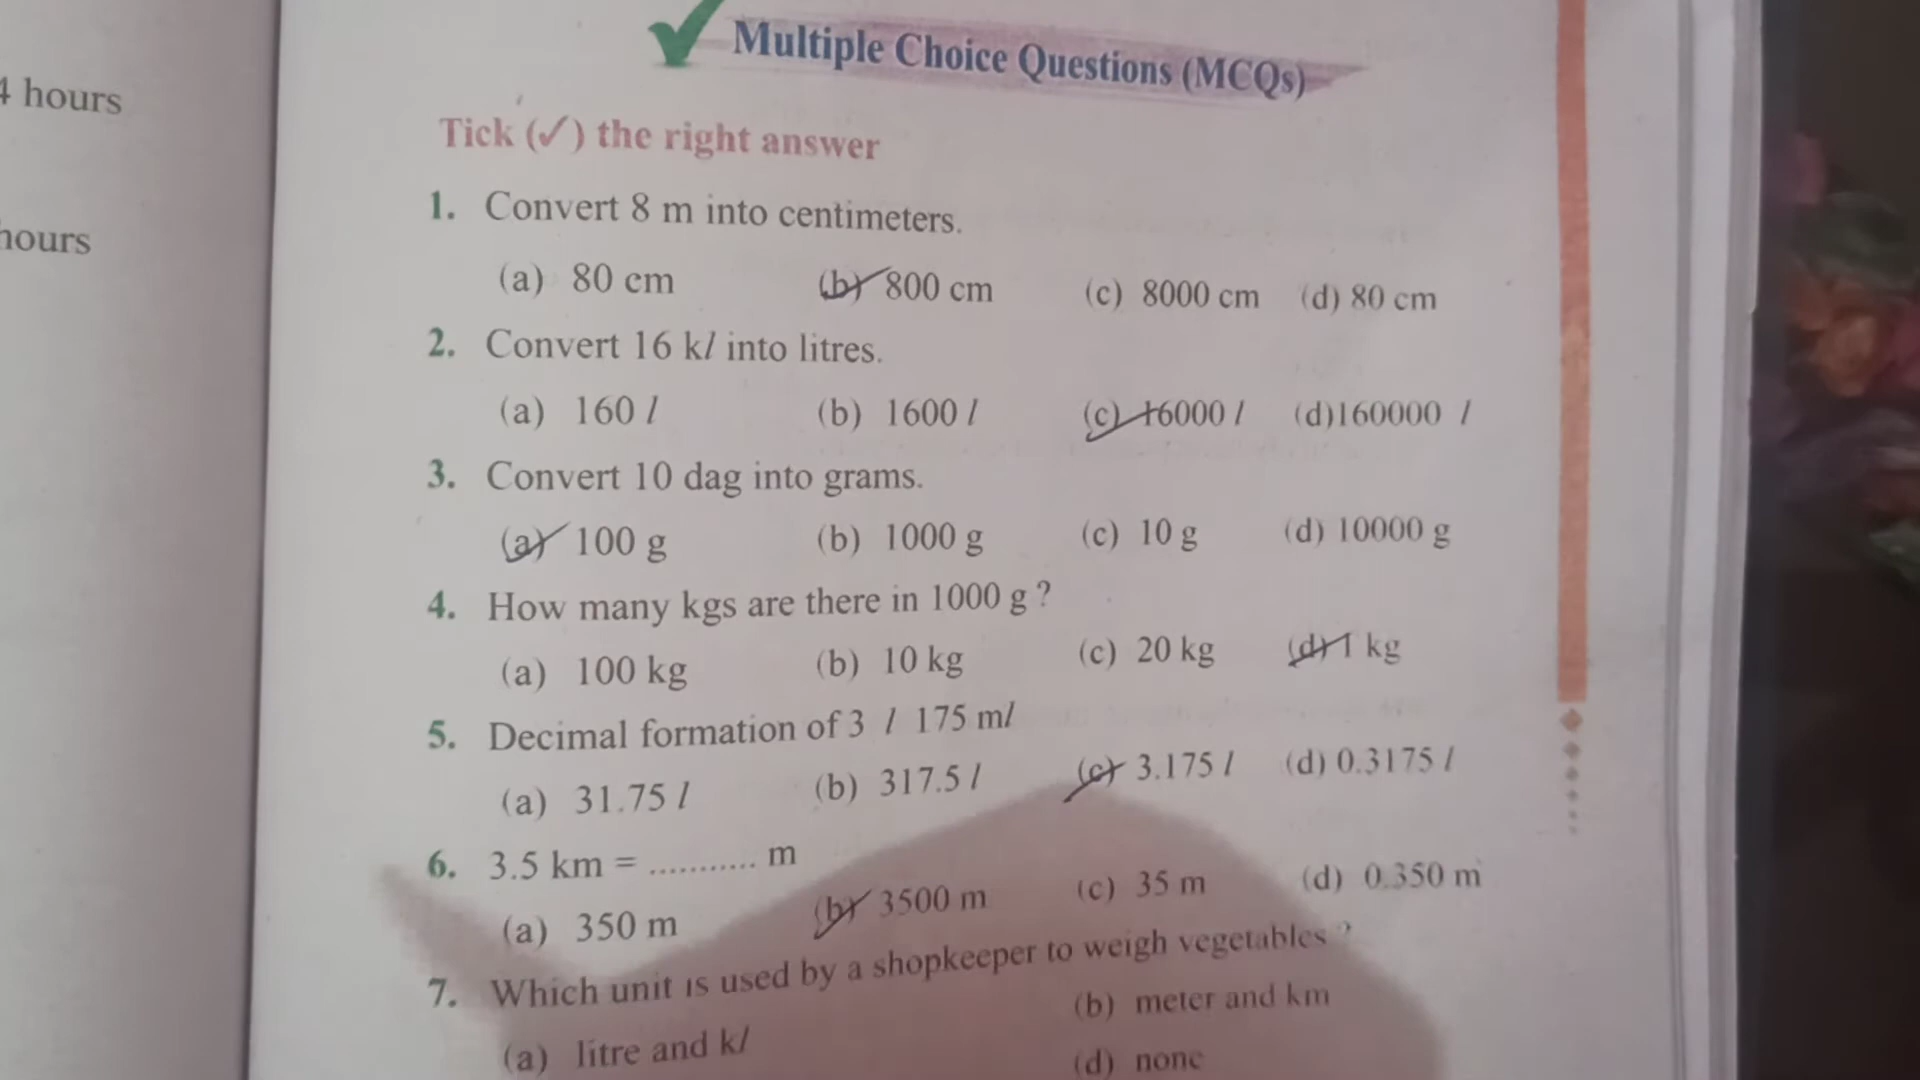 4 hours
hours
Multiple Choice Questions (MCQs)
Tick (✓) the right answer
1. Convert 8 m into centimeters.
(a) 80 cm (b) 800 cm (c) 8000 cm (d) 80 cm
2. Convert 16 kl into litres.
(a) 160 l (b) 1600 l (c) 16000 l (d)160000 l
3. Convert 10 dag into grams.
(a) 100 g (b) 1000 g (c) 10 g (d) 10000 g
4. How many kgs are there in 1000 g ?
(a) 100 kg (b) 10 kg (c) 20 kg (d) 1 kg
5. Decimal formation of 3 l 175 ml
(a) 31.75 l (b) 317.5 l (c) 3.175 l (d) 0.3175 l
6. 3.5 km = ........... m
(a) 350 m (b) 3500 m (c) 35 m (d) 0.350 m
7. Which unit is used by a shopkeeper to weigh vegetables ?
(a) litre and kl (b) meter and km
(d) none